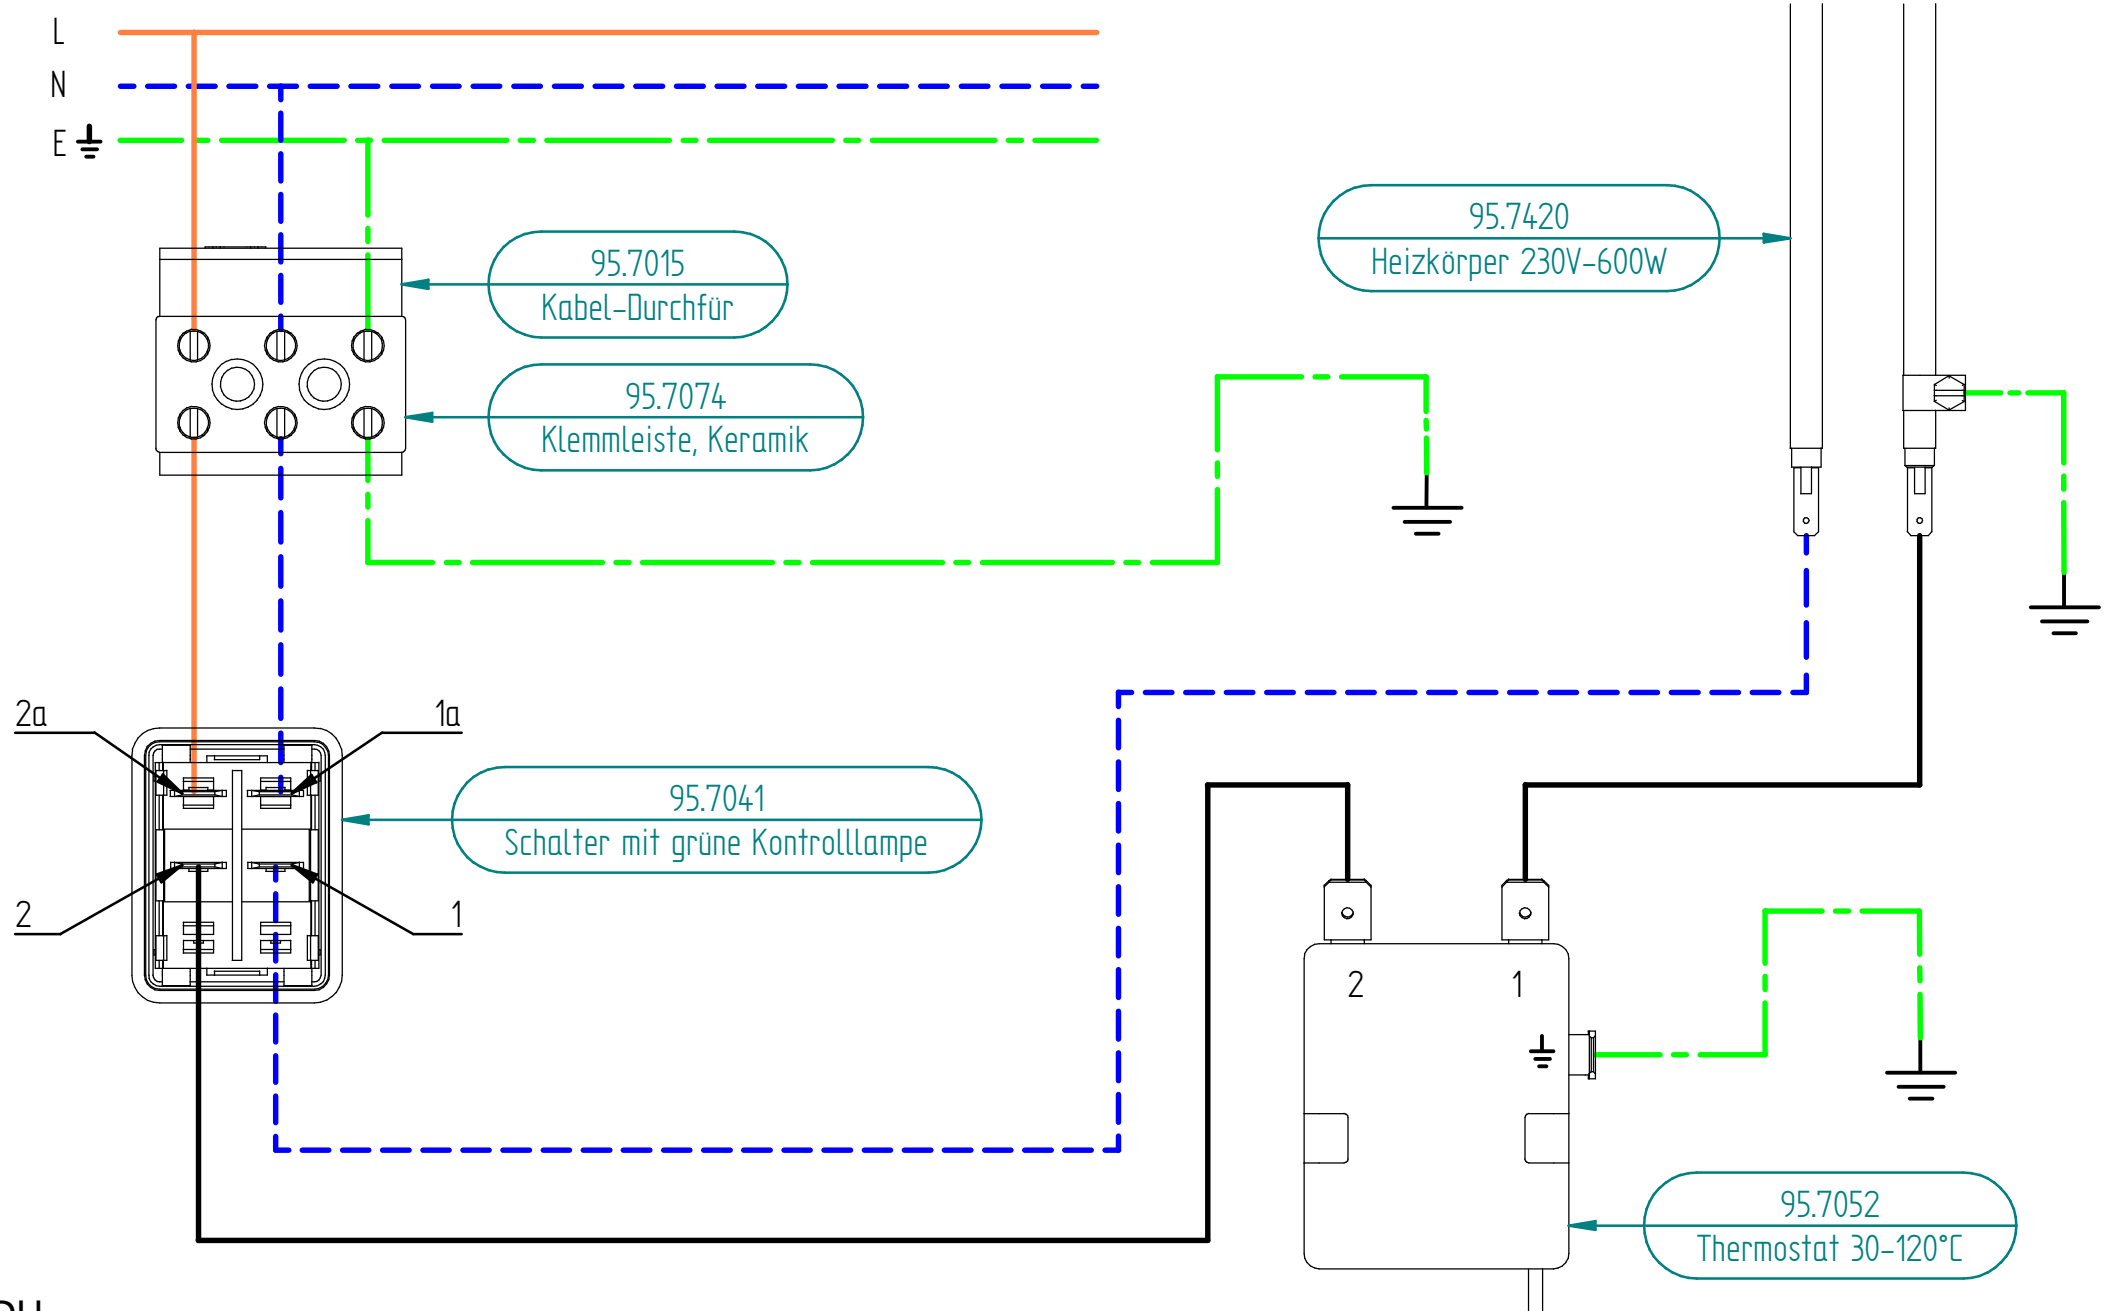 L
N
E
95.7420
Heizkörper 230V-600W
95.7015
Kabel-Durchfür
95.7074
Klemmleiste, Keramik
2a
1a
95.7041
Schalter mit grüne Kontrolllampe
2
1
2
1
95.7052
Thermostat 30-120°C